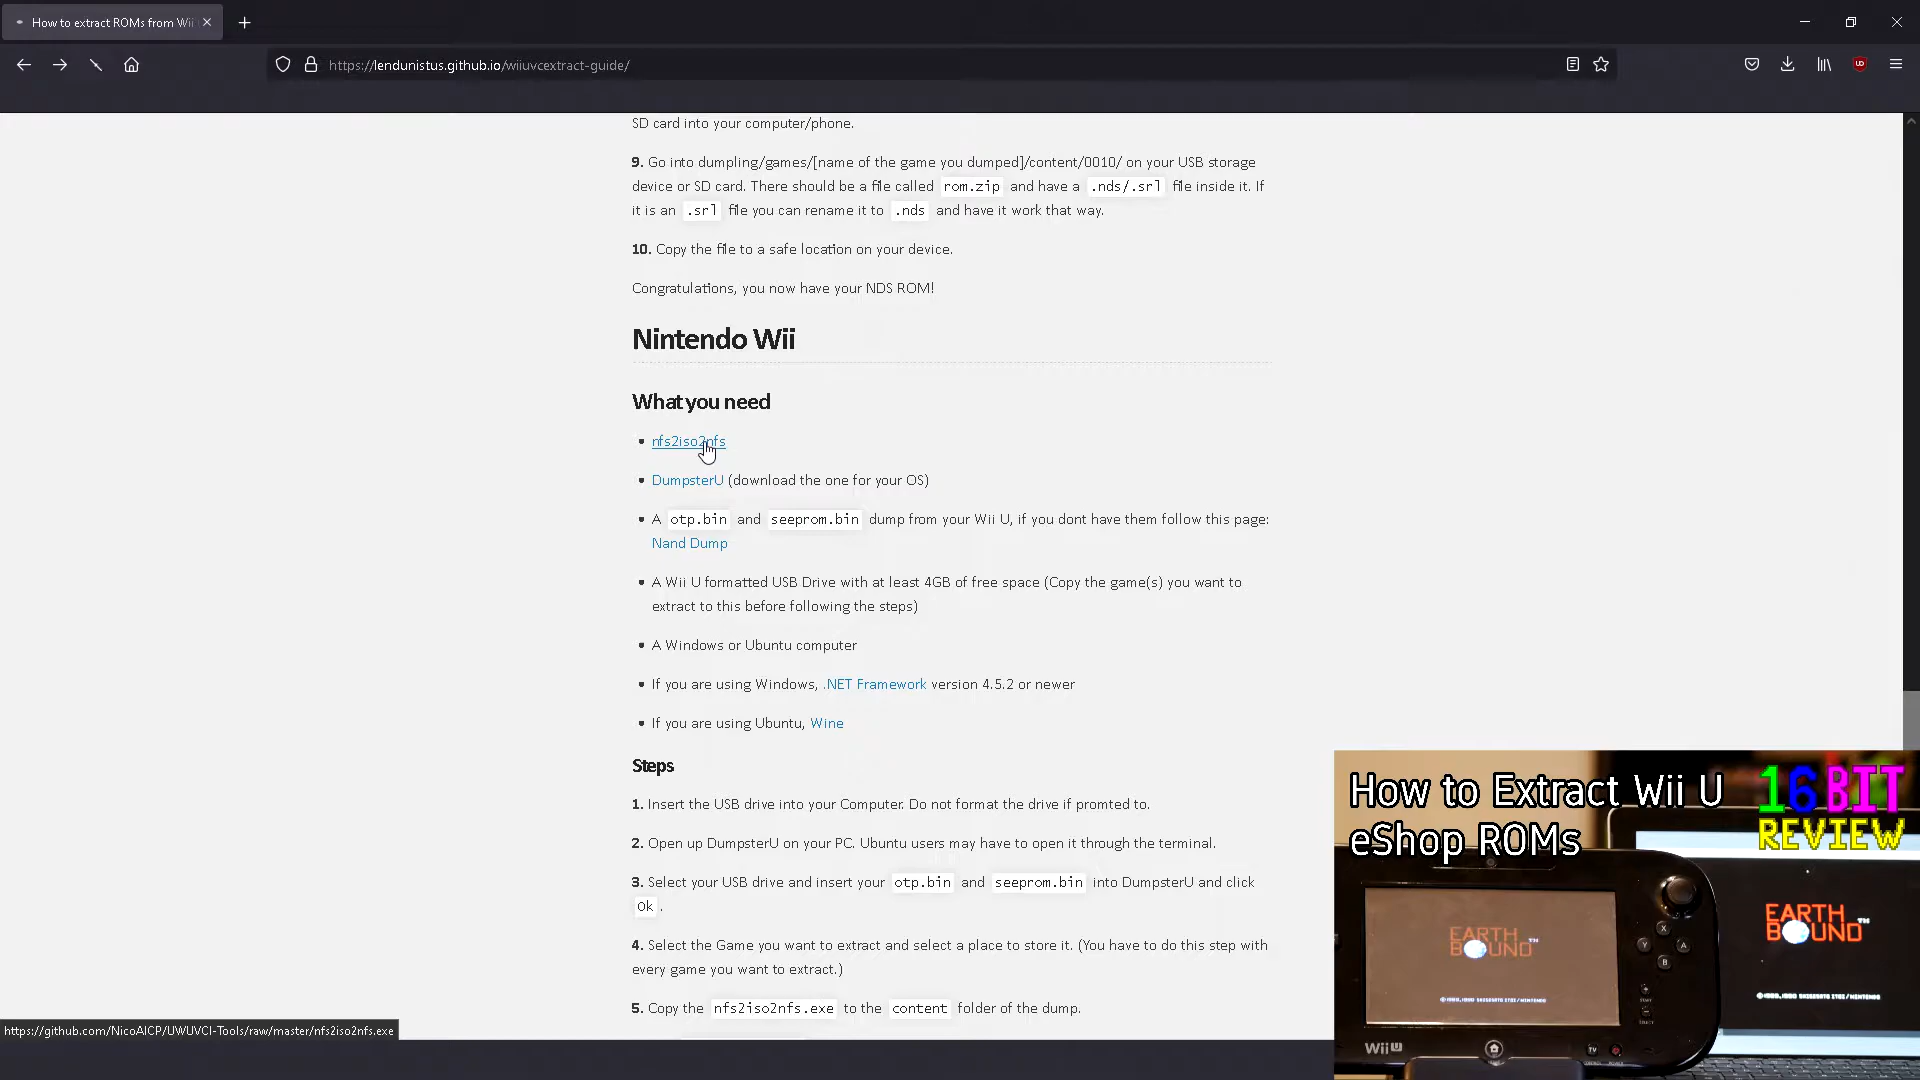 How to extract ROMs from Wii
https://lendunistus.github.io/wiiuvcextract-guide/
SD card into your computer/phone.
9. Go into dumpling/games/[name of the game you dumped]/content/0010/ on your USB storage
device or SD card. There should be a file called rom.zip and have a .nds/.srl file inside it. If
it is an .srl file you can rename it to .nds and have it work that way.
10. Copy the file to a safe location on your device.
Congratulations, you now have your NDS ROM!
Nintendo Wii
What you need
nfs2iso2nfs
DumpsterU (download the one for your OS)
A otp.bin and seeprom.bin dump from your Wii U, if you dont have them follow this page:
Nand Dump
A Wii U formatted USB Drive with at least 4GB of free space (Copy the game(s) you want to
extract to this before following the steps)
A Windows or Ubuntu computer
If you are using Windows, .NET Framework version 4.5.2 or newer
If you are using Ubuntu, Wine
Steps
1. Insert the USB drive into your Computer. Do not format the drive if promted to.
2. Open up DumpsterU on your PC. Ubuntu users may have to open it through the terminal.
3. Select your USB drive and insert your otp.bin and seeprom.bin into DumpsterU and click
Ok .
4. Select the Game you want to extract and select a place to store it. (You have to do this step with
every game you want to extract.)
5. Copy the nfs2iso2nfs.exe to the content folder of the dump.
https://github.com/NicoAICP/UWUVCI-Tools/raw/master/nfs2iso2nfs.exe
How to Extract Wii U
eShop ROMs
16 BIT
REVIEW
EARTH
BOUND™
EARTH
BOUND™
X
Y
A
B
Wii U
TV